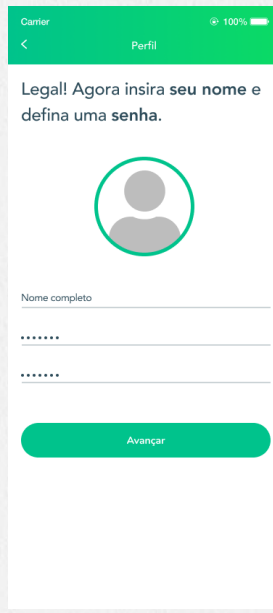 Carrier 100%
Perfil
Legal! Agora insira seu nome e
defina uma senha.
Nome completo
•••••••
•••••••
Avançar